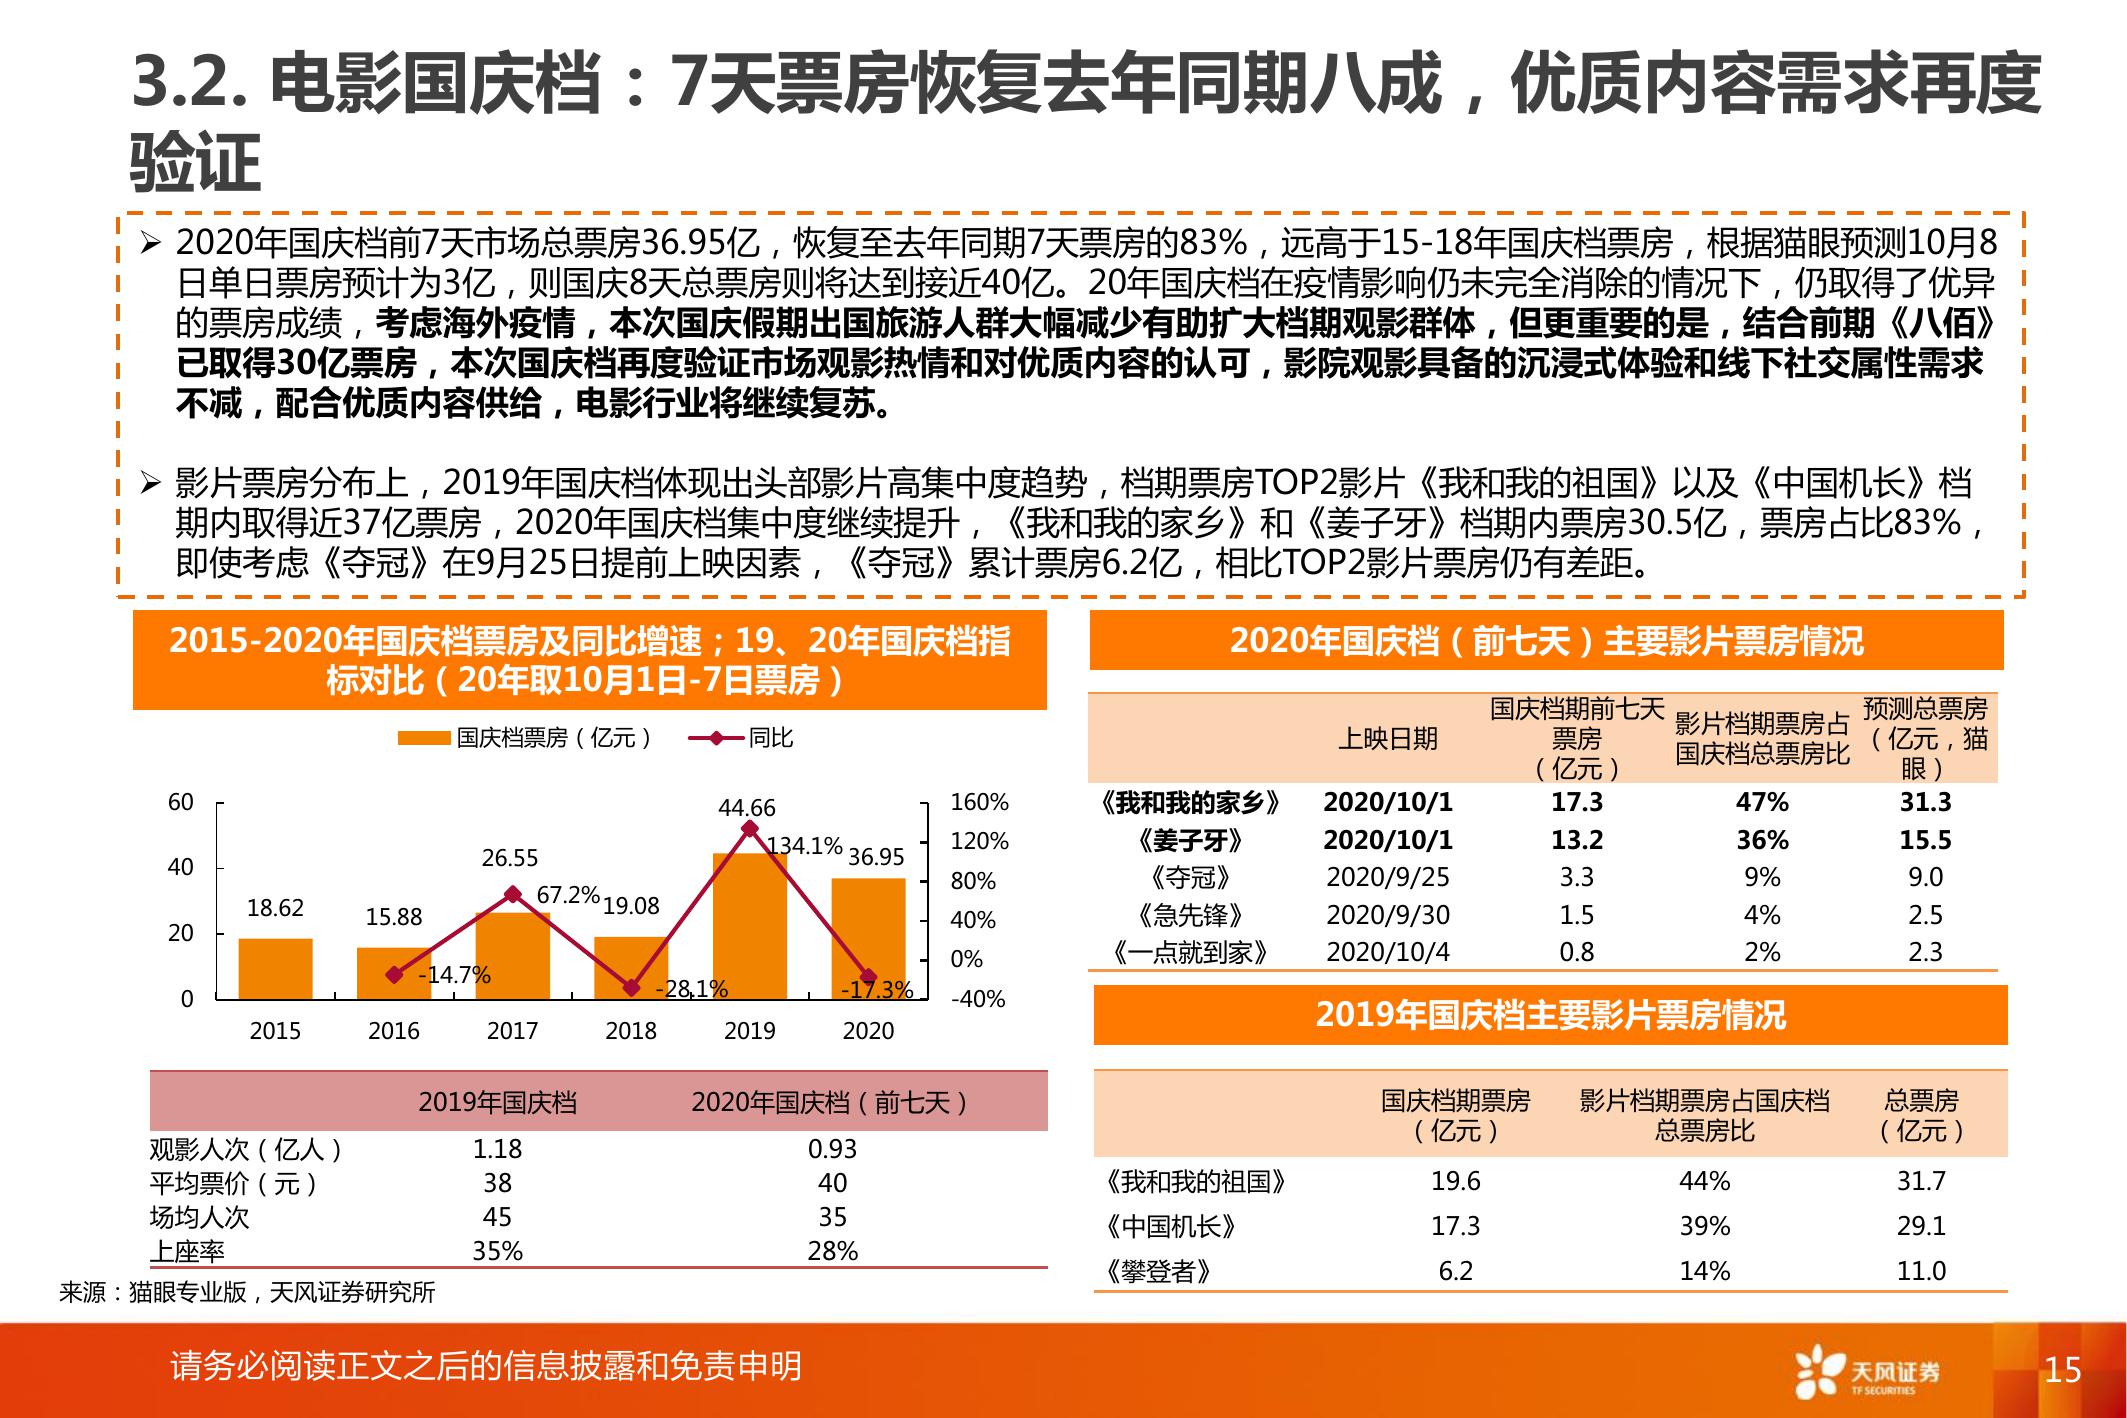 3.2. 电影国庆档：7天票房恢复去年同期八成，优质内容需求再度
验证
➢ 2020年国庆档前7天市场总票房36.95亿，恢复至去年同期7天票房的83%，远高于15-18年国庆档票房，根据猫眼预测10月8
日单日票房预计为3亿，则国庆8天总票房则将达到接近40亿。20年国庆档在疫情影响仍未完全消除的情况下，仍取得了优异
的票房成绩，考虑海外疫情，本次国庆假期出国旅游人群大幅减少有助扩大档期观影群体，但更重要的是，结合前期《八佰》
已取得30亿票房，本次国庆档再度验证市场观影热情和对优质内容的认可，影院观影具备的沉浸式体验和线下社交属性需求
不减，配合优质内容供给，电影行业将继续复苏。
➢ 影片票房分布上，2019年国庆档体现出头部影片高集中度趋势，档期票房TOP2影片《我和我的祖国》以及《中国机长》档
期内取得近37亿票房，2020年国庆档集中度继续提升，《我和我的家乡》和《姜子牙》档期内票房30.5亿，票房占比83%，
即使考虑《夺冠》在9月25日提前上映因素，《夺冠》累计票房6.2亿，相比TOP2影片票房仍有差距。
2015-2020年国庆档票房及同比增速；19、20年国庆档指
标对比（20年取10月1日-7日票房）
国庆档票房（亿元） 同比
60 44.66 160%
134.1% 120%
40 26.55 36.95 80%
18.62 15.88 67.2% 19.08 40%
20 0%
-14.7% -28.1% -17.3%
0 -40%
2015 2016 2017 2018 2019 2020
2019年国庆档 2020年国庆档（前七天）
观影人次（亿人） 1.18 0.93
平均票价（元） 38 40
场均人次 45 35
上座率 35% 28%
来源：猫眼专业版，天风证券研究所
2020年国庆档（前七天）主要影片票房情况
上映日期 国庆档期前七天 票房 （亿元） 影片档期票房占 国庆档总票房比 预测总票房 （亿元，猫 眼）
《我和我的家乡》 2020/10/1 17.3 47% 31.3
《姜子牙》 2020/10/1 13.2 36% 15.5
《夺冠》 2020/9/25 3.3 9% 9.0
《急先锋》 2020/9/30 1.5 4% 2.5
《一点就到家》 2020/10/4 0.8 2% 2.3
2019年国庆档主要影片票房情况
国庆档期票房 （亿元） 影片档期票房占国庆档 总票房比 总票房 （亿元）
《我和我的祖国》 19.6 44% 31.7
《中国机长》 17.3 39% 29.1
《攀登者》 6.2 14% 11.0
请务必阅读正文之后的信息披露和免责申明
天风证券
TF SECURITIES
15